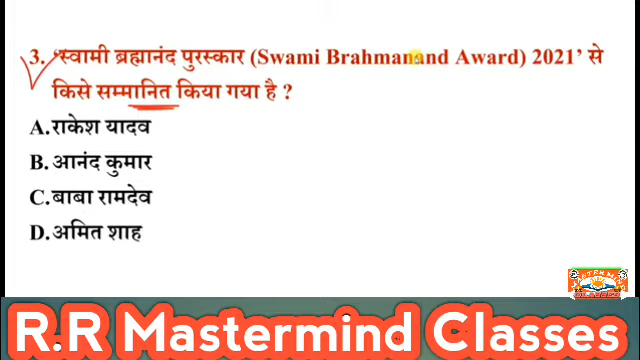 3. 'स्वामी ब्रह्मानंद पुरस्कार (Swami Brahmanand Award) 2021' से
किसे सम्मानित किया गया है ?
A.राकेश यादव
B. आनंद कुमार
C. बाबा रामदेव
D. अमित शाह
R.R Mastermind Classes